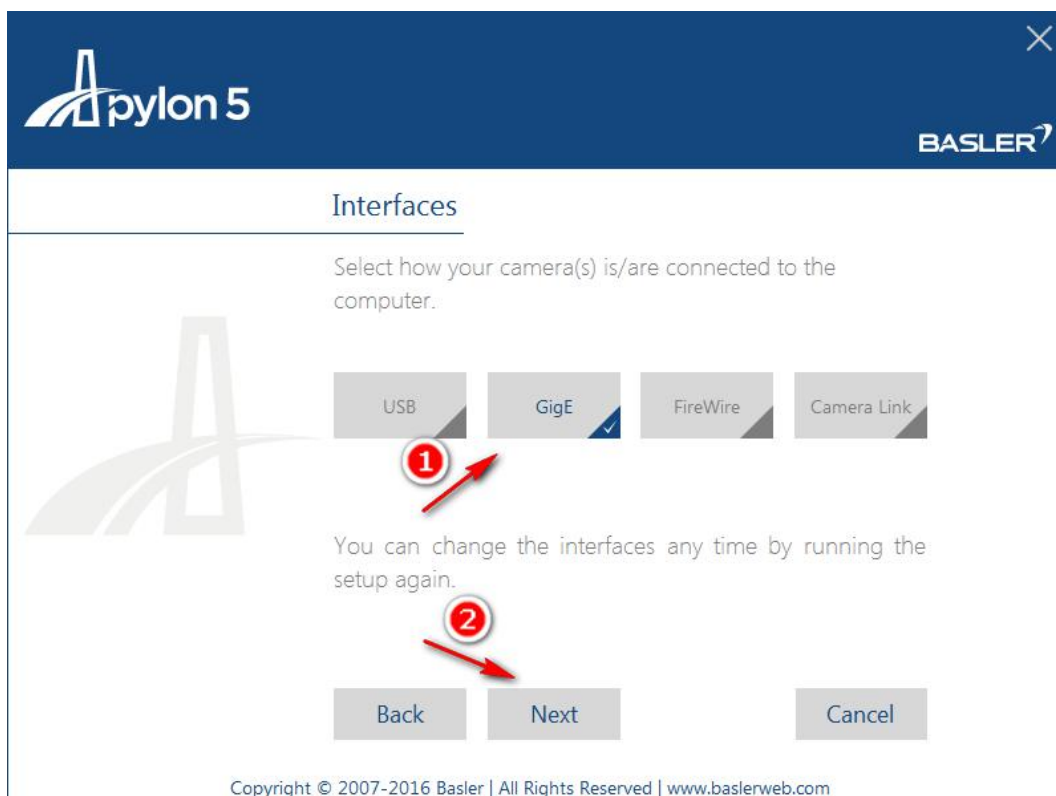 pylon 5
BASLER
Interfaces
Select how your camera(s) is/are connected to the
computer.
USB GigE FireWire Camera Link
1
You can change the interfaces any time by running the
setup again.
2
Back Next Cancel
Copyright © 2007-2016 Basler | All Rights Reserved | www.baslerweb.com